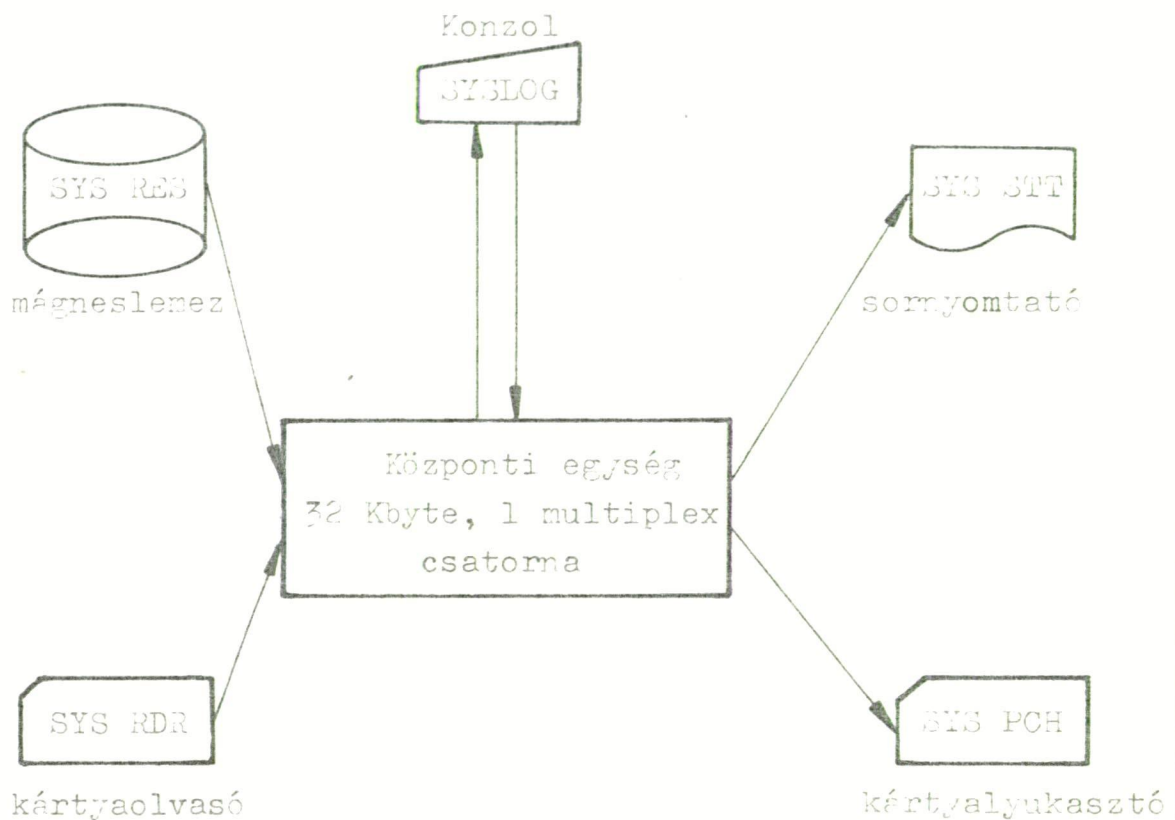 Konzol
SYSLOG
SYS RES
SYS STT
mágneslemez
sornyomtató
Központi egység
32 Kbyte, 1 multiplex
csatorna
SYS RDR
SYS PCH
kártyaolvasó
kártyalyukasztó